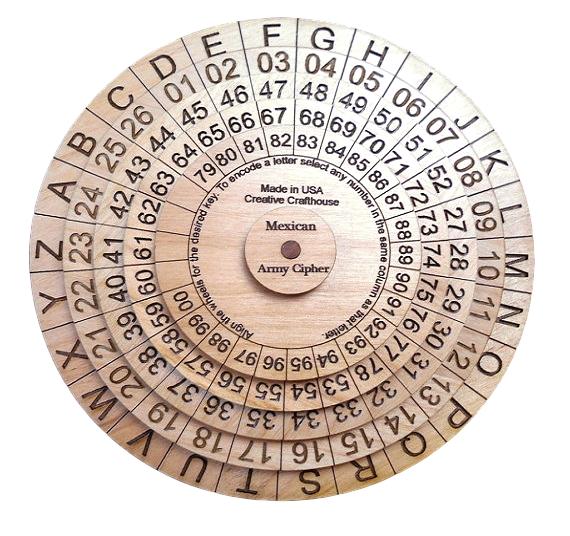 A B C D E F G H I J K L M N O P Q R S T U V W X Y Z
01 02 03 04 05 06 07 08 09 10 11 12 13 14 15 16 17 18 19 20 21 22 23 24 25 26
27 28 29 30 31 32 33 34 35 36 37 38 39 40 41 42 43 44 45 46 47 48 49 50 51 52
53 54 55 56 57 58 59 60 61 62 63 64 65 66 67 68 69 70 71 72 73 74 75 76 77 78
79 80 81 82 83 84 85 86 87 88 89 90 91 92 93 94 95 96 97 98 99 00
Align the wheels for the desired key. To encode a letter select any number in the same column as that letter.
Made in USA
Creative Crafthouse
Mexican
Army Cipher